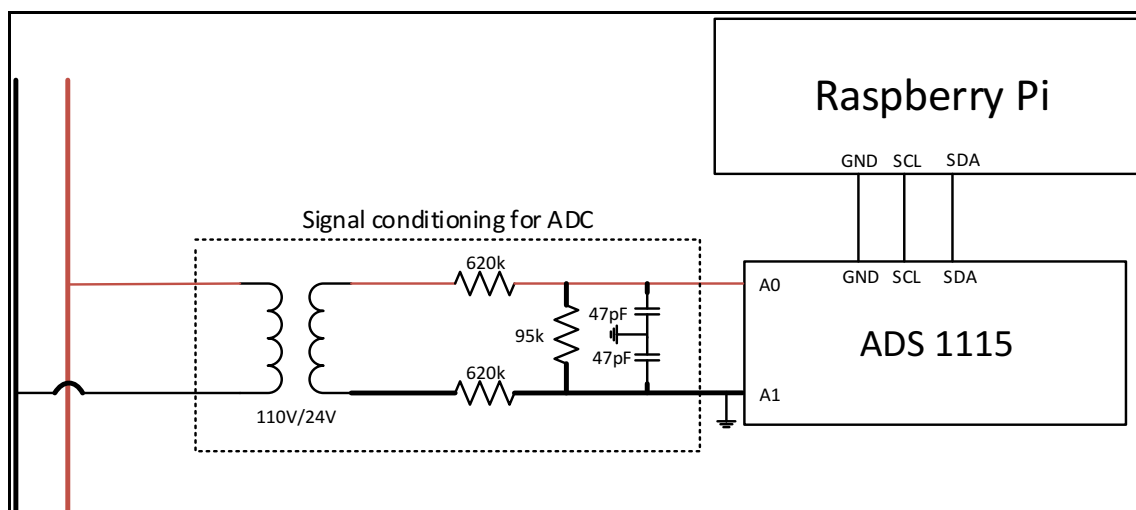 Raspberry Pi
GND SCL SDA
Signal conditioning for ADC
620k
GND SCL SDA
A0
47pF
95k
ADS 1115
47pF
620k
A1
110V/24V